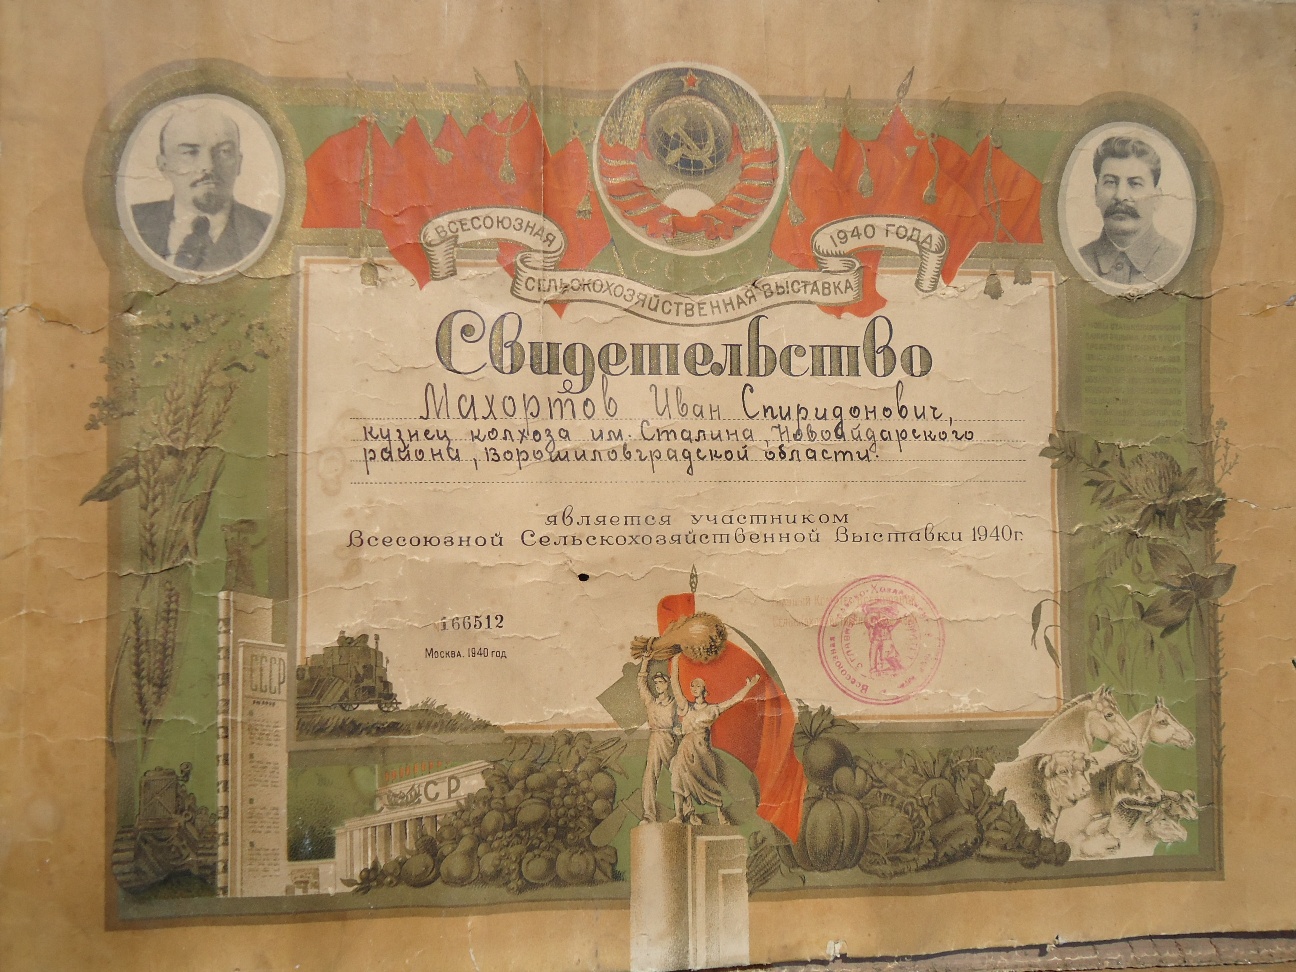 ВСЕСОЮЗНАЯ
СЕЛЬСКОХОЗЯЙСТВЕННАЯ ВЫСТАВКА
1940 ГОДА
СССР
Свидетельство
Махортов Иван Спиридонович,
кузнец колхоза им. Сталина, Новоайдарского
района, Ворошиловградской области.
является участником
Всесоюзной Сельскохозяйственной Выставки 1940г.
166512
Москва. 1940 год
СССР
СССР